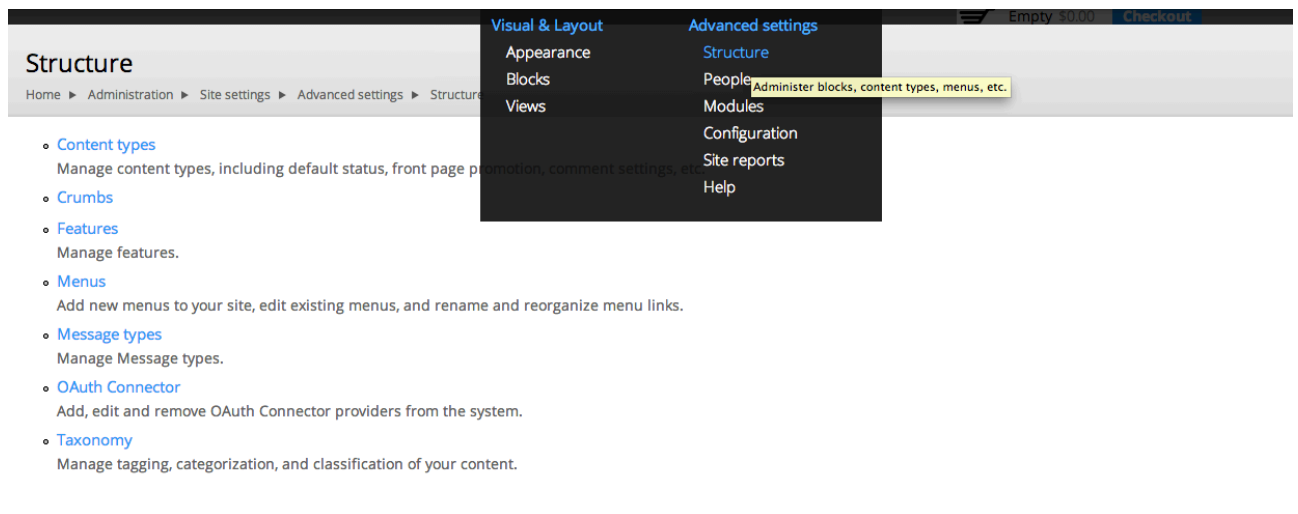 Empty $0.00 Checkout
Visual & Layout
Appearance
Blocks
Views
Advanced settings
Structure
People
Administer blocks, content types, menus, etc.
Modules
Configuration
Site reports
Help
Structure
Home ► Administration ► Site settings ► Advanced settings ► Structure
Content types
Manage content types, including default status, front page promotion, comment settings, etc.
Crumbs
Features
Manage features.
Menus
Add new menus to your site, edit existing menus, and rename and reorganize menu links.
Message types
Manage Message types.
OAuth Connector
Add, edit and remove OAuth Connector providers from the system.
Taxonomy
Manage tagging, categorization, and classification of your content.